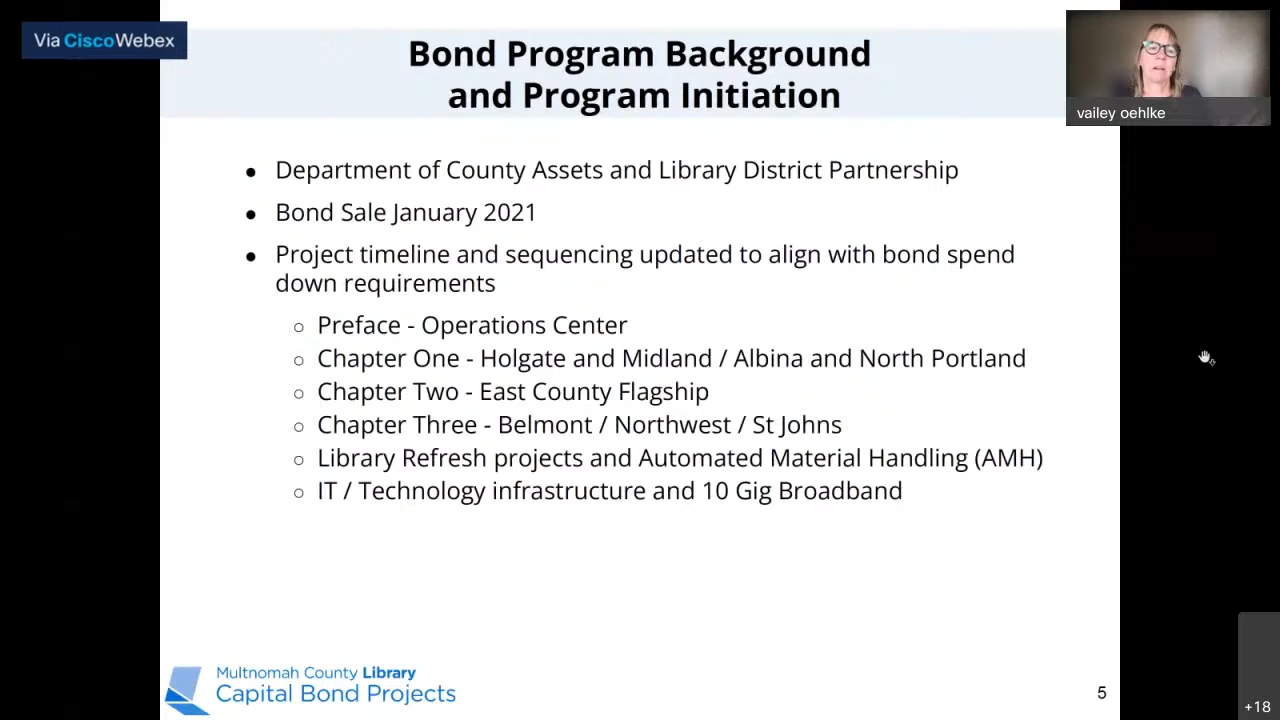 Via Cisco Webex
Bond Program Background
and Program Initiation
vailey oehlke
● Department of County Assets and Library District Partnership
● Bond Sale January 2021
● Project timeline and sequencing updated to align with bond spend
down requirements
○ Preface - Operations Center
○ Chapter One - Holgate and Midland / Albina and North Portland
○ Chapter Two - East County Flagship
○ Chapter Three - Belmont / Northwest / St Johns
○ Library Refresh projects and Automated Material Handling (AMH)
○ IT / Technology infrastructure and 10 Gig Broadband
Multnomah County Library
Capital Bond Projects
5
+18